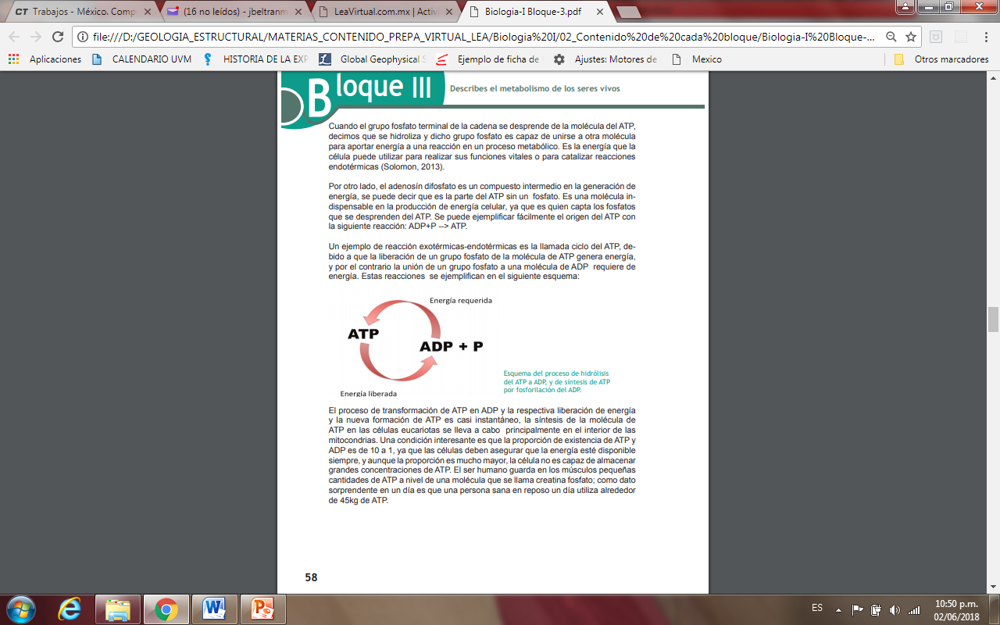 CT Trabajos - México. Comp
(16 no leídos) - jbeltranm
LeaVirtual.com.mx | Activ
Biologia-I Bloque-3.pdf
file:///D:/GEOLOGIA_ESTRUCTURAL/MATERIAS_CONTENIDO_PREPA_VIRTUAL_LEA/Biologia%20I/02_Contenido%20de%20cada%20bloque/Biologia-I%20Bloque-...
Aplicaciones
CALENDARIO UVM
HISTORIA DE LA EXP
Global Geophysical S
Ejemplo de ficha de
Ajustes: Motores de
Mexico
Otros marcadores
Bloque III
Describes el metabolismo de los seres vivos
Cuando el grupo fosfato terminal de la cadena se desprende de la molécula del ATP,
decimos que se hidroliza y dicho grupo fosfato es capaz de unirse a otra molécula
para aportar energía a una reacción en un proceso metabólico. Es la energía que la
célula puede utilizar para realizar sus funciones vitales o para catalizar reacciones
endotérmicas (Solomon, 2013).
Por otro lado, el adenosín difosfato es un compuesto intermedio en la generación de
energía, se puede decir que es la parte del ATP sin un fosfato. Es una molécula in-
dispensable en la producción de energía celular, ya que es quien capta los fosfatos
que se desprenden del ATP. Se puede ejemplificar fácilmente el origen del ATP con
la siguiente reacción: ADP+P --> ATP.
Un ejemplo de reacción exotérmicas-endotérmicas es la llamada ciclo del ATP, de-
bido a que la liberación de un grupo fosfato de la molécula de ATP genera energía,
y por el contrario la unión de un grupo fosfato a una molécula de ADP requiere de
energía. Estas reacciones se ejemplifican en el siguiente esquema:
Energía requerida
ATP
ADP + P
Energía liberada
Esquema del proceso de hidrólisis
del ATP a ADP, y de síntesis de ATP
por fosforilación del ADP.
El proceso de transformación de ATP en ADP y la respectiva liberación de energía
y la nueva formación de ATP es casi instantáneo, la síntesis de la molécula de
ATP en las células eucariotas se lleva a cabo principalmente en el interior de las
mitocondrias. Una condición interesante es que la proporción de existencia de ATP y
ADP es de 10 a 1, ya que las células deben asegurar que la energía esté disponible
siempre, y aunque la proporción es mucho mayor, la célula no es capaz de almacenar
grandes concentraciones de ATP. El ser humano guarda en los músculos pequeñas
cantidades de ATP a nivel de una molécula que se llama creatina fosfato; como dato
sorprendente en un día es que una persona sana en reposo un día utiliza alrededor
de 45kg de ATP.
58
ES
10:50 p.m.
02/06/2018